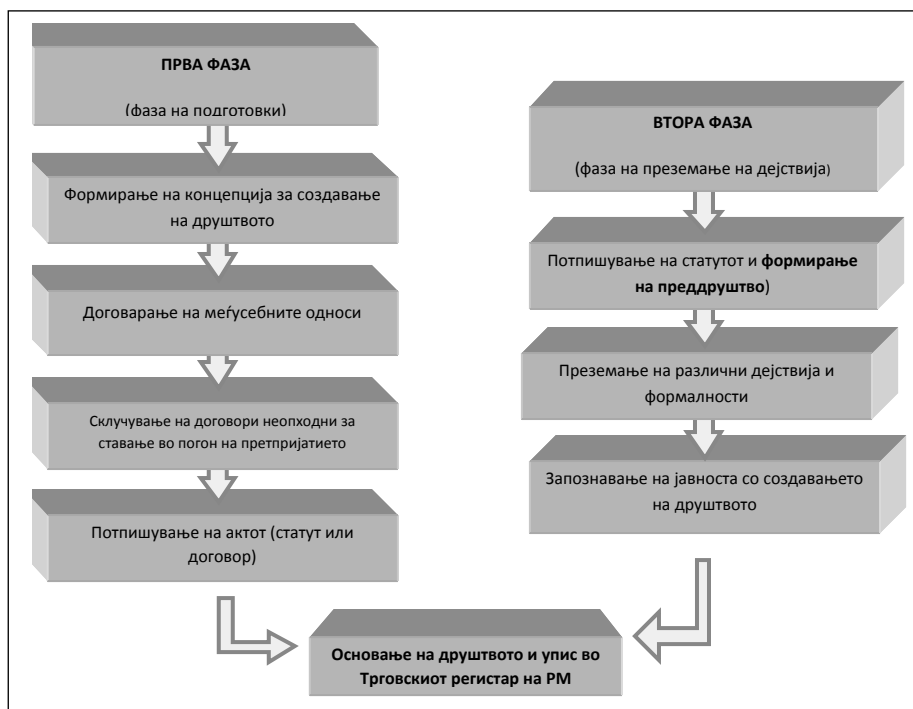 ПРВА ФАЗА
(фаза на подготовки)
Формирање на концепција за создавање
на друштвото
Договарање на меѓусебните односи
Склучување на договори неопходни за
ставање во погон на претпријатието
Потпишување на актот (статут или
договор)
ВТОРА ФАЗА
(фаза на преземање на дејствија)
Потпишување на статутот и формирање
на преддруштво)
Преземање на различни дејствија и
формалности
Запознавање на јавноста со создавањето
на друштвото
Основање на друштвото и упис во
Трговскиот регистар на РМ